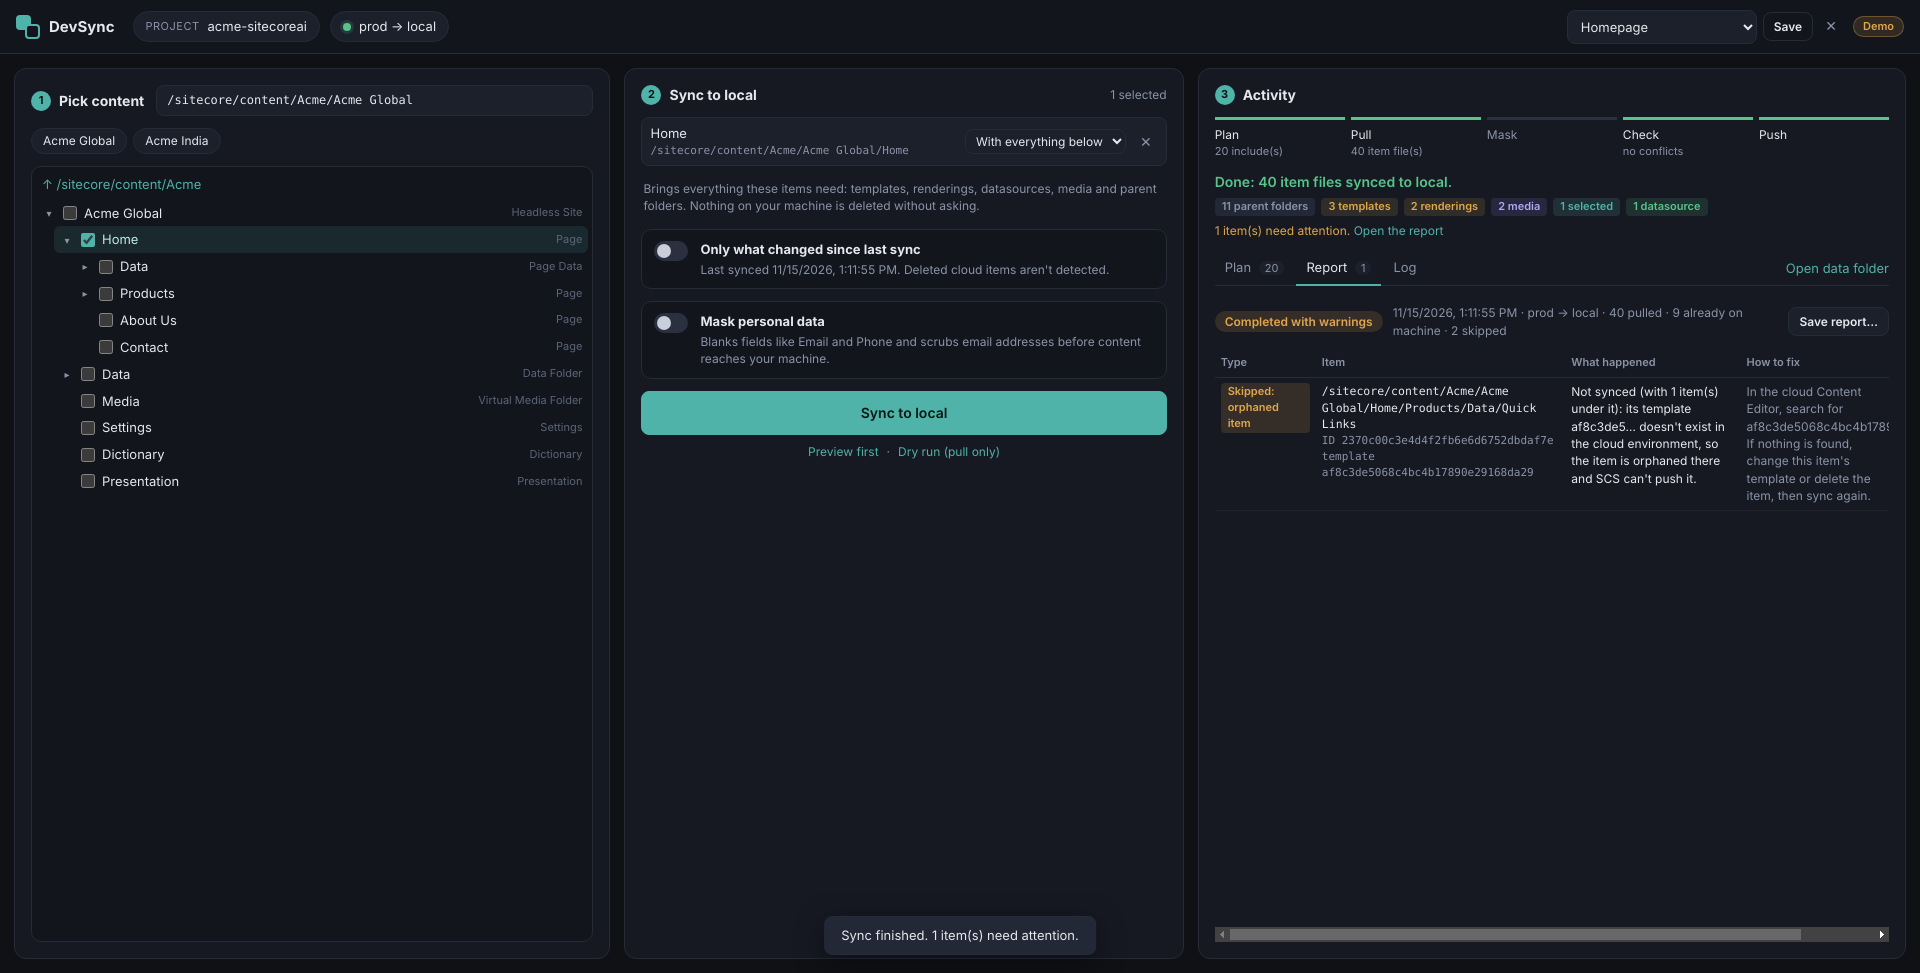 DevSync
PROJECT acme-sitecoreai
prod → local
Homepage
Save
×
Demo
1 Pick content
/sitecore/content/Acme/Acme Global
Acme Global
Acme India
↑ /sitecore/content/Acme
Acme Global Headless Site
Home Page
Data Page Data
Products Page
About Us Page
Contact Page
Data Data Folder
Media Virtual Media Folder
Settings Settings
Dictionary Dictionary
Presentation Presentation
2 Sync to local
1 selected
Home
/sitecore/content/Acme/Acme Global/Home
With everything below
×
Brings everything these items need: templates, renderings, datasources, media and parent
folders. Nothing on your machine is deleted without asking.
Only what changed since last sync
Last synced 11/15/2026, 1:11:55 PM. Deleted cloud items aren't detected.
Mask personal data
Blanks fields like Email and Phone and scrubs email addresses before content
reaches your machine.
Sync to local
Preview first · Dry run (pull only)
3 Activity
Plan
20 include(s)
Pull
40 item file(s)
Mask
Check
no conflicts
Push
Done: 40 item files synced to local.
11 parent folders
3 templates
2 renderings
2 media
1 selected
1 datasource
1 item(s) need attention. Open the report
Plan 20
Report 1
Log
Open data folder
Completed with warnings
11/15/2026, 1:11:55 PM · prod → local · 40 pulled · 9 already on
machine · 2 skipped
Save report...
Type
Item
What happened
How to fix
Skipped:
orphaned
item
/sitecore/content/Acme/Acme
Global/Home/Products/Data/Quick
Links
ID 2370c00c3e4d4f2fb6e6d6752dbdaf7e
template
af8c3de5068c4bc4b17890e29168da29
Not synced (with 1 item(s)
under it): its template
af8c3de5... doesn't exist in
the cloud environment, so
the item is orphaned there
and SCS can't push it.
In the cloud Content
Editor, search for
af8c3de5068c4bc4b1789
If nothing is found,
change this item's
template or delete the
item, then sync again.
Sync finished. 1 item(s) need attention.